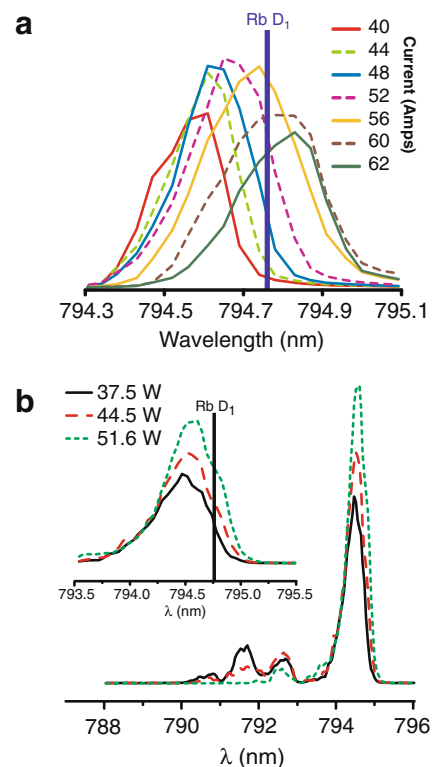 a
Rb D₁
40
44
48
52
56
60
62
Current (Amps)
794.3 794.5 794.7 794.9 795.1
Wavelength (nm)
b
37.5 W
44.5 W
51.6 W
Rb D₁
793.5 794.0 794.5 795.0 795.5
λ (nm)
788 790 792 794 796
λ (nm)